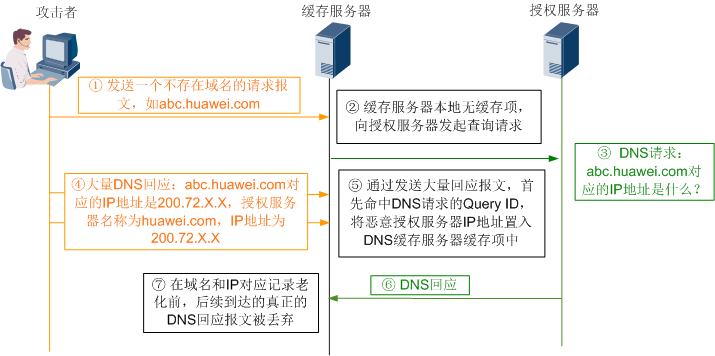 攻击者
缓存服务器
授权服务器
① 发送一个不存在域名的请求报
文，如abc.huawei.com
② 缓存服务器本地无缓存项，
向授权服务器发起查询请求
③ DNS请求：
abc.huawei.com对
应的IP地址是什么？
④大量DNS回应：abc.huawei.com对
应的IP地址是200.72.X.X，授权服务
器名称为huawei.com，IP地址为
200.72.X.X
⑤ 通过发送大量回应报文，首
先命中DNS请求的Query ID，
将恶意授权服务器IP地址置入
DNS缓存服务器缓存项中
⑥ DNS回应
⑦ 在域名和IP对应记录老
化前，后续到达的真正的
DNS回应报文被丢弃